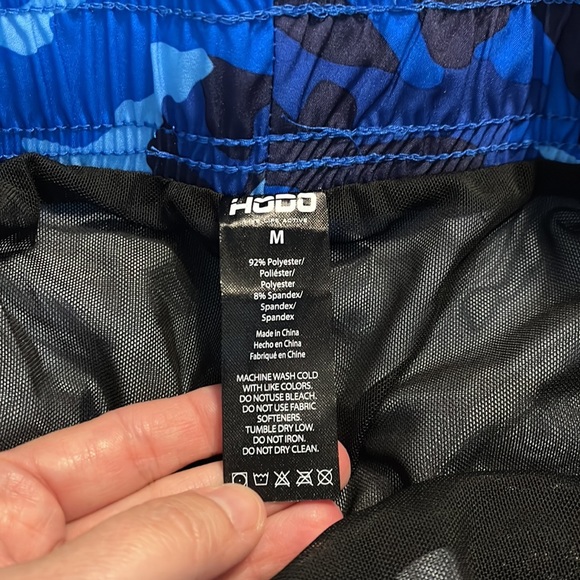 HODO
LIFE ACTIVE
M
92% Polyester/
Poliéster/
Polyester
8% Spandex/
Spandex/
Spandex
Made in China
Hecho en China
Fabriqué en Chine
MACHINE WASH COLD
WITH LIKE COLORS.
DO NOTUSE BLEACH.
DO NOT USE FABRIC
SOFTENERS.
TUMBLE DRY LOW.
DO NOT IRON.
DO NOT DRY CLEAN.